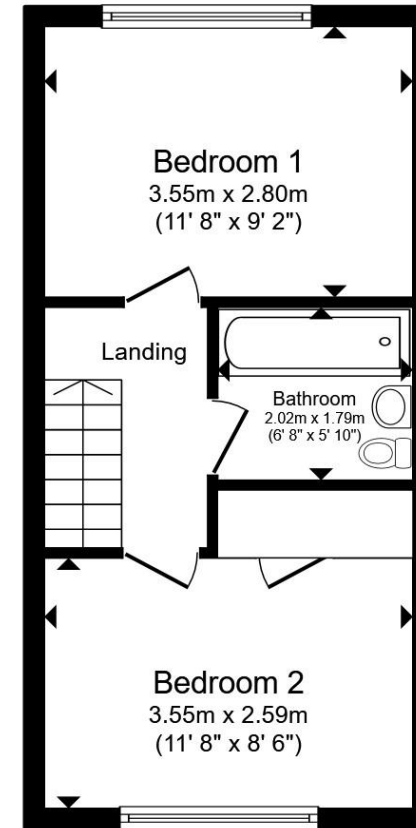 Bedroom 1
3.55m x 2.80m
(11' 8" x 9' 2")
Landing
Bathroom
2.02m x 1.79m
(6' 8" x 5' 10")
Bedroom 2
3.55m x 2.59m
(11' 8" x 8' 6")